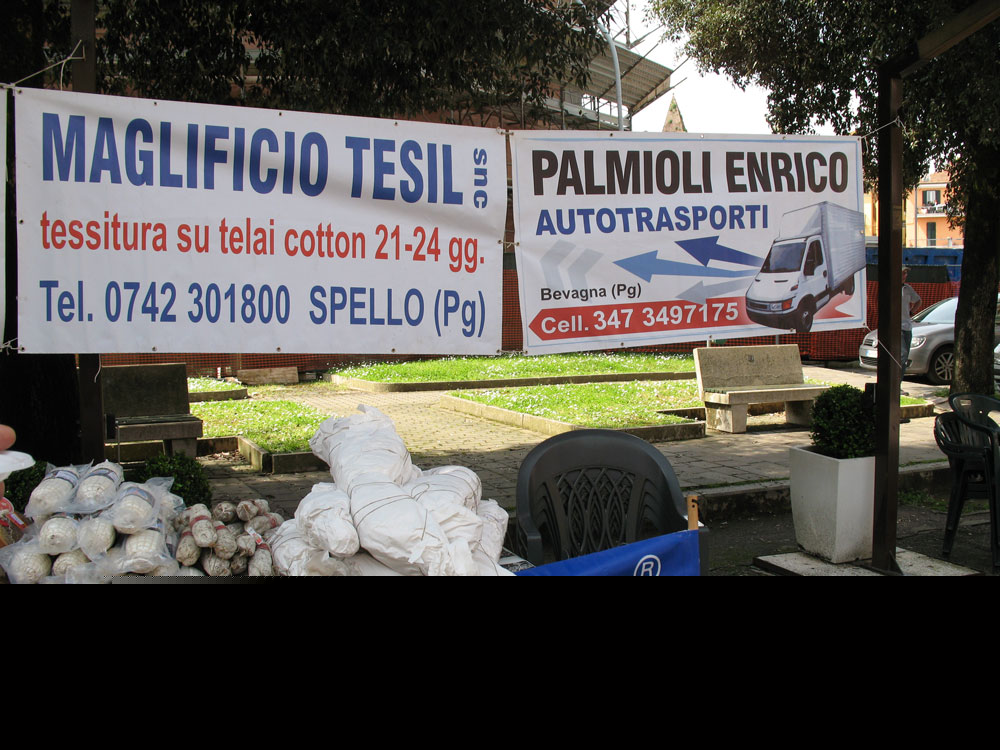 MAGLIFICIO TESIL snc
tessitura su telai cotton 21-24 gg.
Tel. 0742 301800 SPELLO (Pg)
PALMIOLI ENRICO
AUTOTRASPORTI
Bevagna (Pg)
Cell. 347 3497175
®